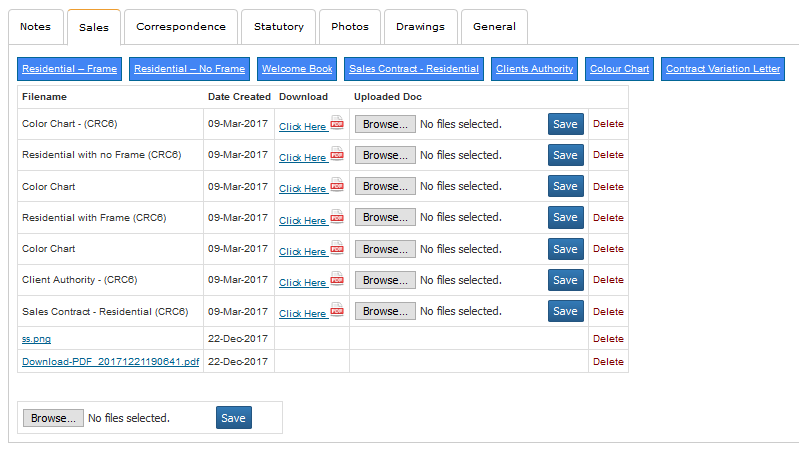 Notes Sales Correspondence Statutory Photos Drawings General
Residential – Frame Residential – No Frame Welcome Book Sales Contract - Residential Clients Authority Colour Chart Contract Variation Letter
Filename Date Created Download Uploaded Doc
Color Chart - (CRC6) 09-Mar-2017 Click Here PDF Browse... No files selected. Save Delete
Residential with no Frame (CRC6) 09-Mar-2017 Click Here PDF Browse... No files selected. Save Delete
Color Chart 09-Mar-2017 Click Here PDF Browse... No files selected. Save Delete
Residential with Frame (CRC6) 09-Mar-2017 Click Here PDF Browse... No files selected. Save Delete
Color Chart 09-Mar-2017 Click Here PDF Browse... No files selected. Save Delete
Client Authority - (CRC6) 09-Mar-2017 Click Here PDF Browse... No files selected. Save Delete
Sales Contract - Residential (CRC6) 09-Mar-2017 Click Here PDF Browse... No files selected. Save Delete
ss.png 22-Dec-2017 Delete
Download-PDF_20171221190641.pdf 22-Dec-2017 Delete
Browse... No files selected. Save